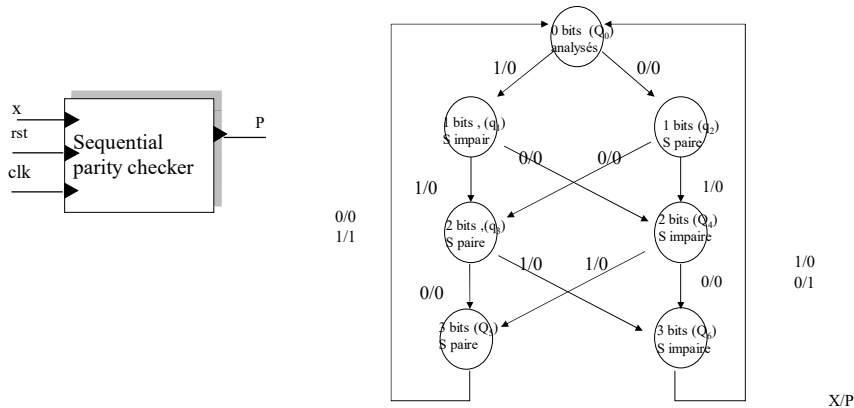 x
rst
clk
Sequential
parity checker
P
0 bits (Q0)
analysés
1/0
0/0
1 bits , (q1)
S impair
1 bits (q2)
S paire
0/0
0/0
1/0
1/0
2 bits ,(q3)
S paire
2 bits (Q4)
S impaire
0/0
1/1
1/0
0/1
1/0
1/0
0/0
0/0
3 bits (Q5)
S paire
3 bits (Q6)
S impaire
X/P